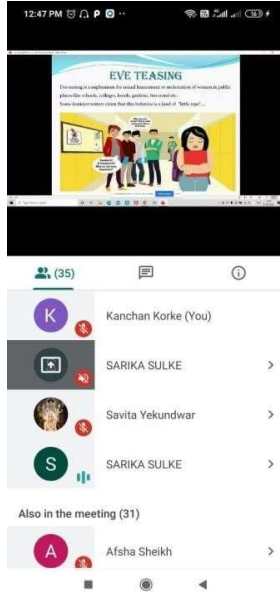 12:47 PM
EVE TEASING
Eve teasing is a euphemism for sexual harassment or molestation of women in public
places like schools, colleges, hotels, gardens, bus stand etc.
Some feminist writers claim that this behavior is a kind of "little rape"...
(35)
K
Kanchan Korke (You)
SARIKA SULKE
Savita Yekundwar
S
SARIKA SULKE
Also in the meeting (31)
A
Afsha Sheikh